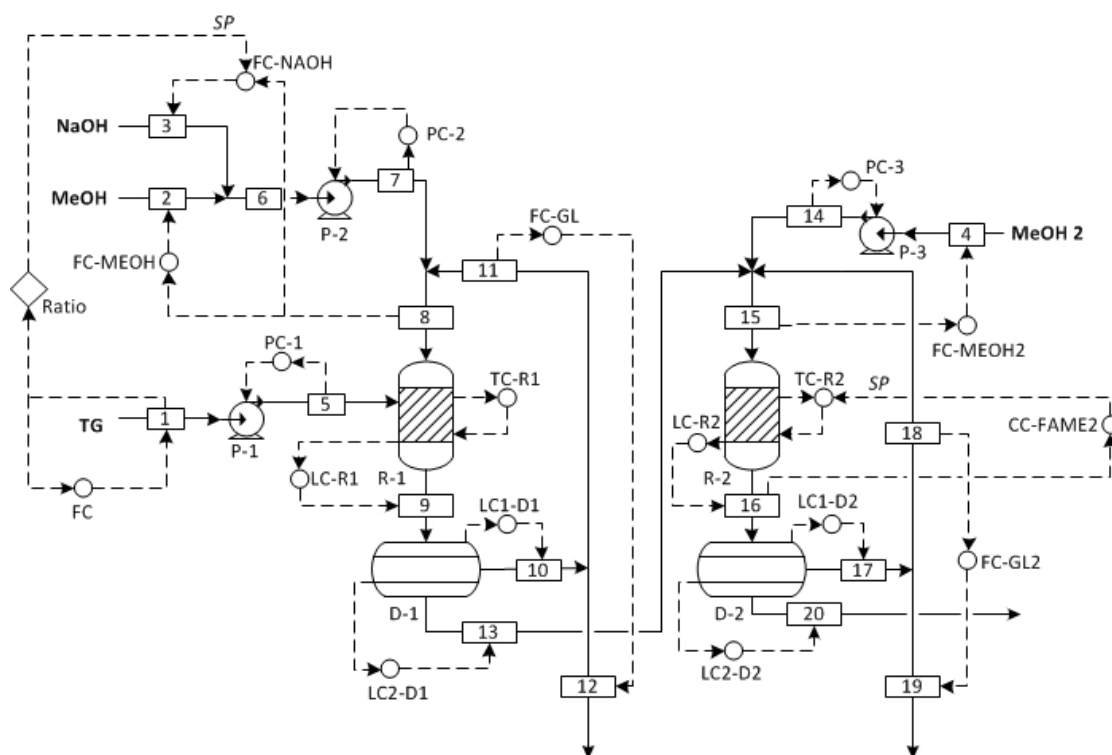 SP
FC-NAOH
NaOH
3
PC-2
7
MeOH
2
6
P-2
PC-3
14
4
MeOH 2
P-3
FC-GL
11
FC-MEOH
Ratio
8
15
FC-MEOH2
PC-1
5
TC-R1
TC-R2
SP
TG
1
P-1
LC-R2
18
CC-FAME2
LC-R1
R-1
R-2
FC
9
LC1-D1
16
LC1-D2
10
17
FC-GL2
D-1
D-2
20
13
LC2-D1
LC2-D2
12
19